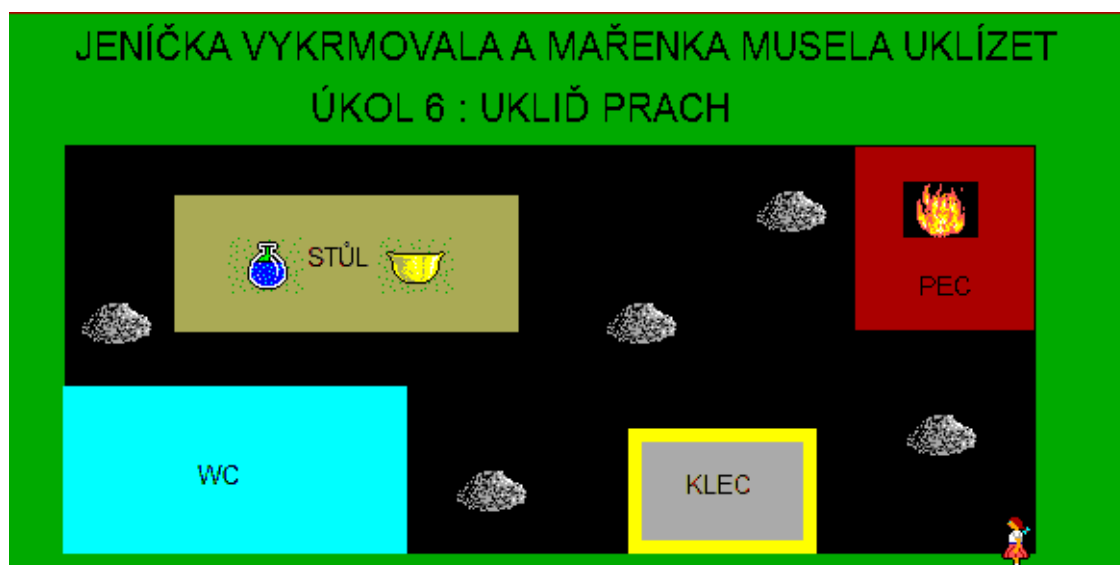 JENÍČKA VYKRMOVALA A MAŘENKA MUSELA UKLÍZET
ÚKOL 6 : UKLIĎ PRACH
STŮL
PEC
WC
KLEC